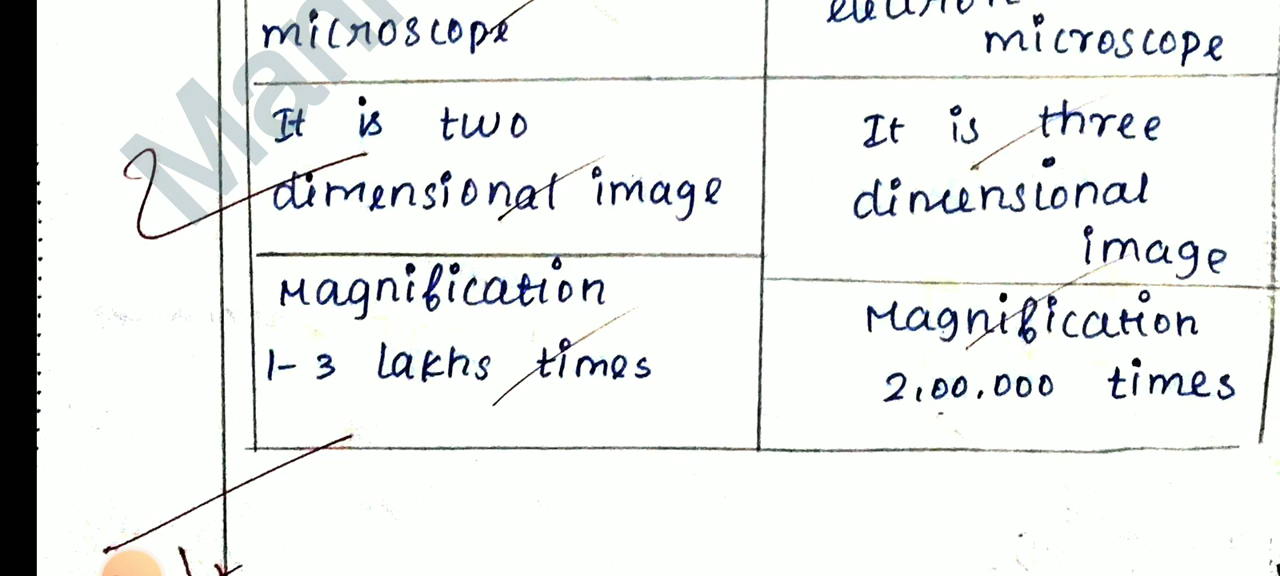 microscope
microscope
It is two
dimensional image
It is three
dimensional
image
Magnification
1-3 lakhs times
Magnification
2,00,000 times